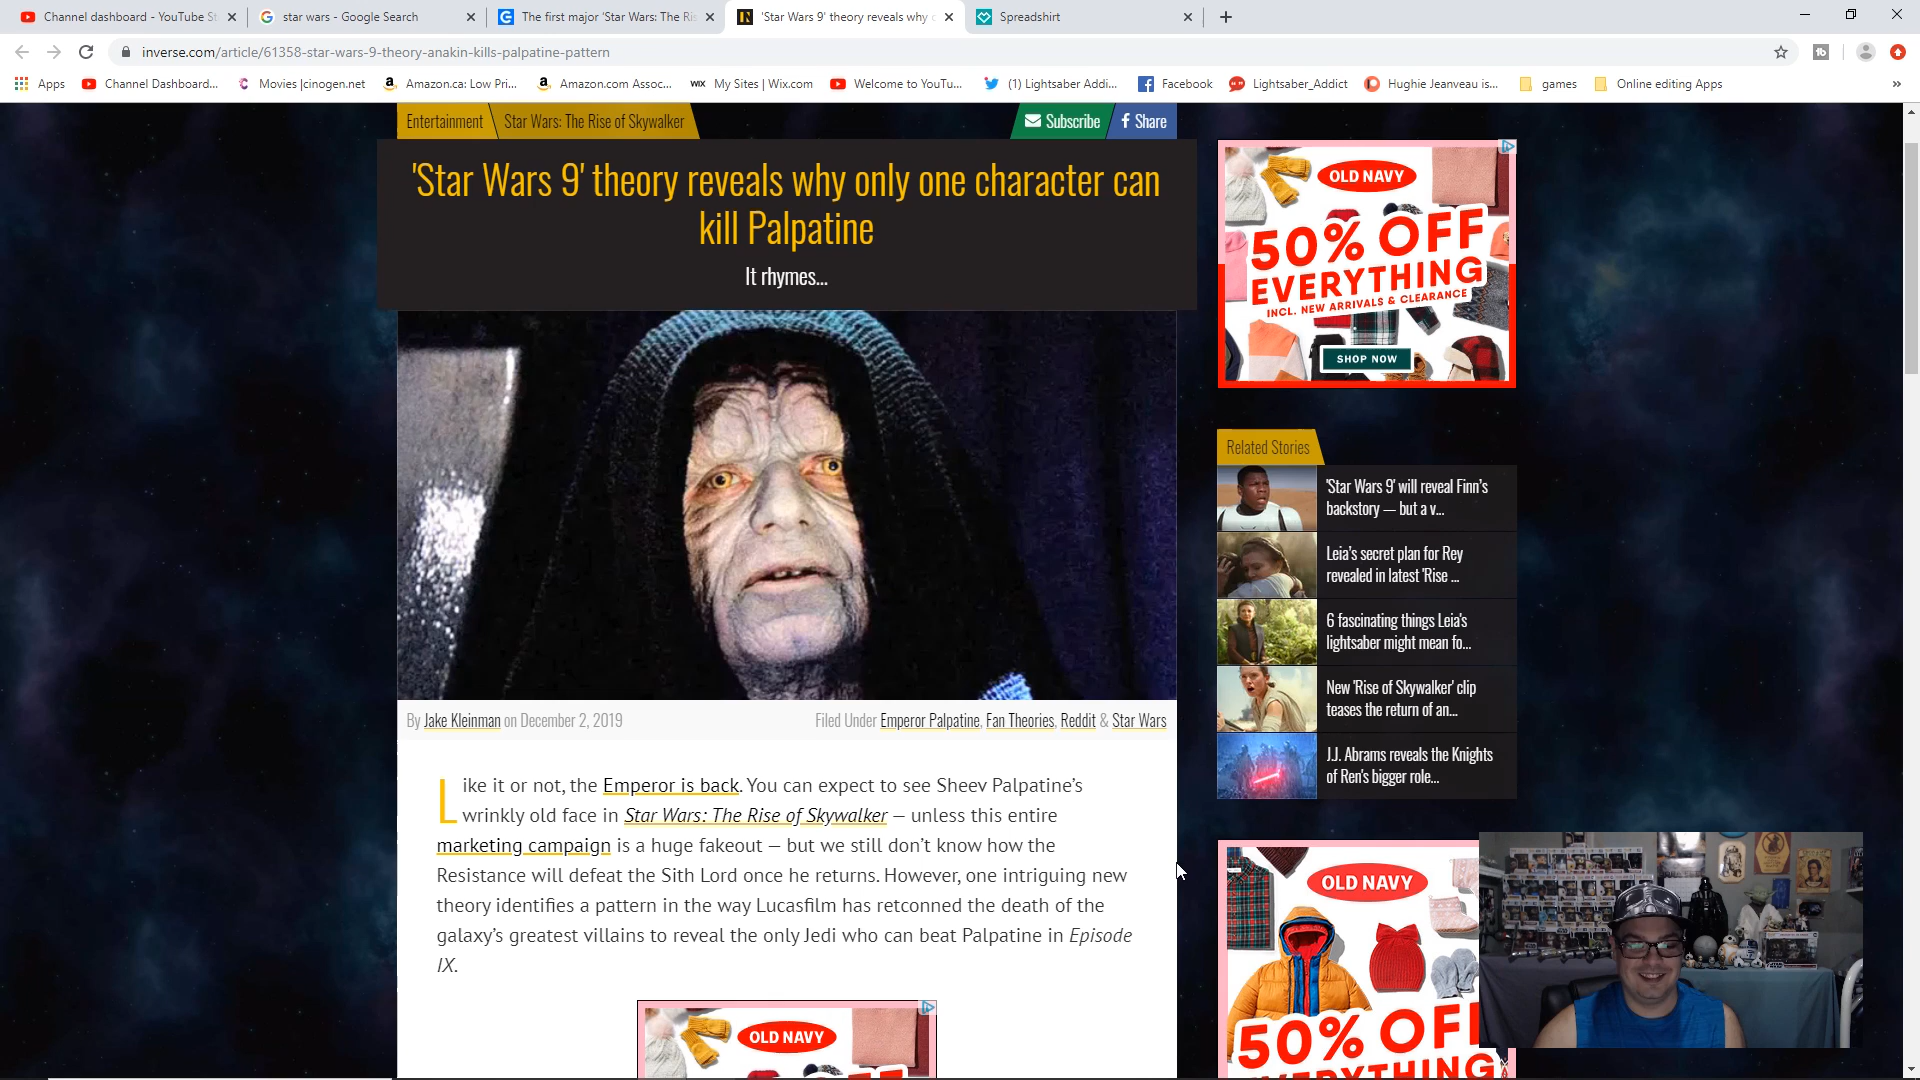 Channel dashboard - YouTube St
star wars - Google Search
The first major 'Star Wars: The Ris
'Star Wars 9' theory reveals why o
Spreadshirt
inverse.com/article/61358-star-wars-9-theory-anakin-kills-palpatine-pattern
Apps
Channel Dashboard...
Movies |cinogen.net
Amazon.ca: Low Pri...
Amazon.com Assoc...
WIX
My Sites | Wix.com
Welcome to YouTu...
(1) Lightsaber Addi...
Facebook
Lightsaber_Addict
Hughie Jeanveau is...
games
Online editing Apps
Entertainment
Star Wars: The Rise of Skywalker
Subscribe
Share
'Star Wars 9' theory reveals why only one character can
kill Palpatine
It rhymes...
OLD NAVY
50% OFF
EVERYTHING
INCL. NEW ARRIVALS & CLEARANCE
SHOP NOW
Related Stories
'Star Wars 9' will reveal Finn's
backstory — but a v...
Leia's secret plan for Rey
revealed in latest 'Rise ...
6 fascinating things Leia's
lightsaber might mean fo...
New 'Rise of Skywalker' clip
teases the return of an...
J.J. Abrams reveals the Knights
of Ren's bigger role...
By Jake Kleinman on December 2, 2019
Filed Under Emperor Palpatine, Fan Theories, Reddit & Star Wars
Like it or not, the Emperor is back. You can expect to see Sheev Palpatine's
wrinkly old face in Star Wars: The Rise of Skywalker — unless this entire
marketing campaign is a huge fakeout — but we still don't know how the
Resistance will defeat the Sith Lord once he returns. However, one intriguing new
theory identifies a pattern in the way Lucasfilm has retconned the death of the
galaxy's greatest villains to reveal the only Jedi who can beat Palpatine in Episode
IX.
OLD NAVY
OLD NAVY
50% OFF
EVERYTHING